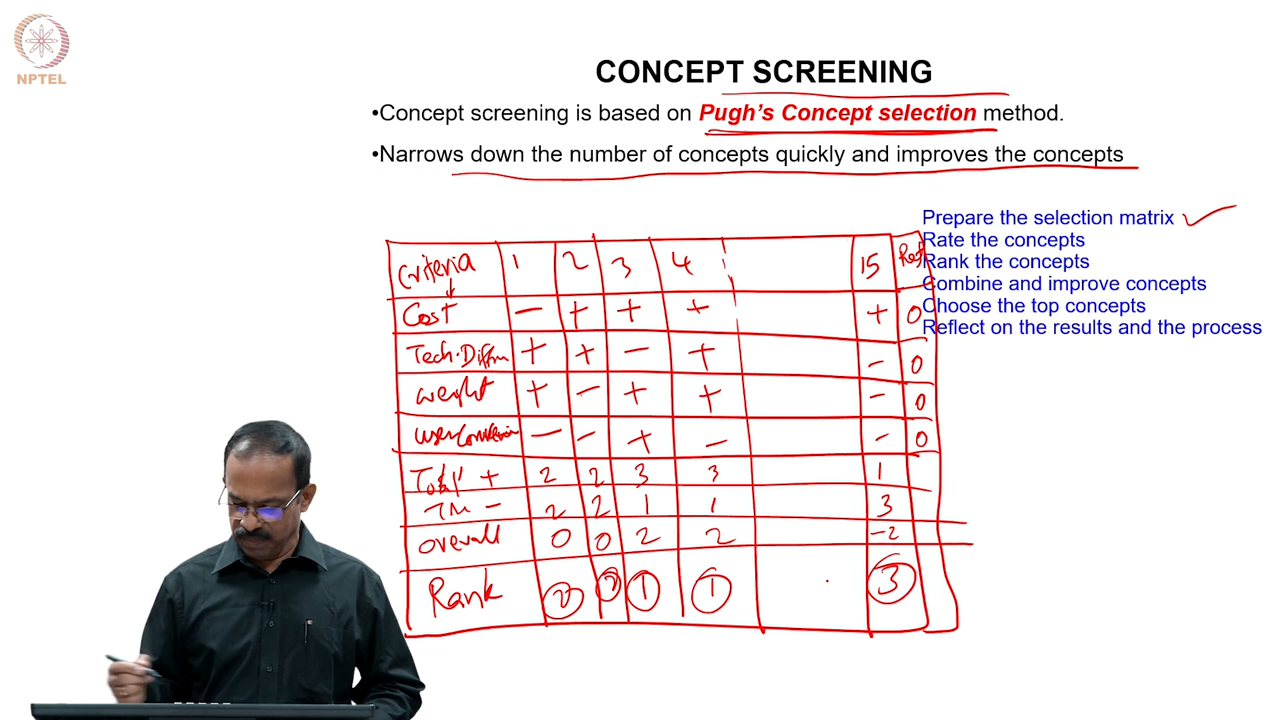 NPTEL
CONCEPT SCREENING
•Concept screening is based on Pugh's Concept selection method.
•Narrows down the number of concepts quickly and improves the concepts
Prepare the selection matrix ✓
Rate the concepts
Rank the concepts
Combine and improve concepts
Choose the top concepts
Reflect on the results and the process
Criteria 1 2 3 4 15
Cost − + + + + 0
Tech. + + − + − 0
weight + − + + − 0
user − − + − − 0
Total + 2 2 3 3 1
− 2 2 1 1 3
overall 0 0 2 2 −2
Rank 2 2 1 1 3